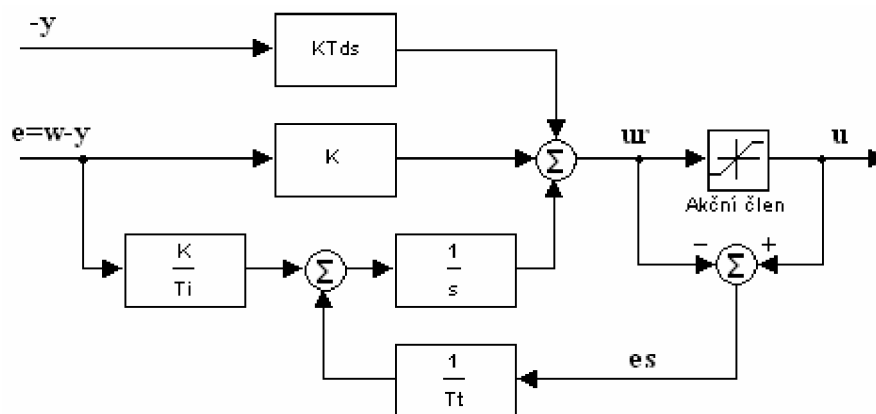 -y
KTds
e=w-y
K
Σ
ur
u
Akční člen
K
Ti
Σ
1
s
−
Σ
+
1
Tt
es